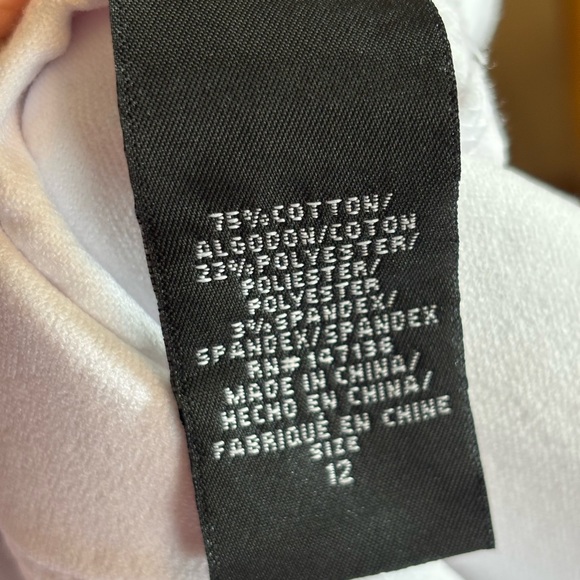 75% COTTON/
ALGODON/COTON
22% POLYESTER/
POLIESTER/
POLYESTER
3% SPANDEX/
SPANDEX/SPANDEX
RN# 107136
MADE IN CHINA/
HECHO EN CHINA/
FABRIQUE EN CHINE
SIZE
12